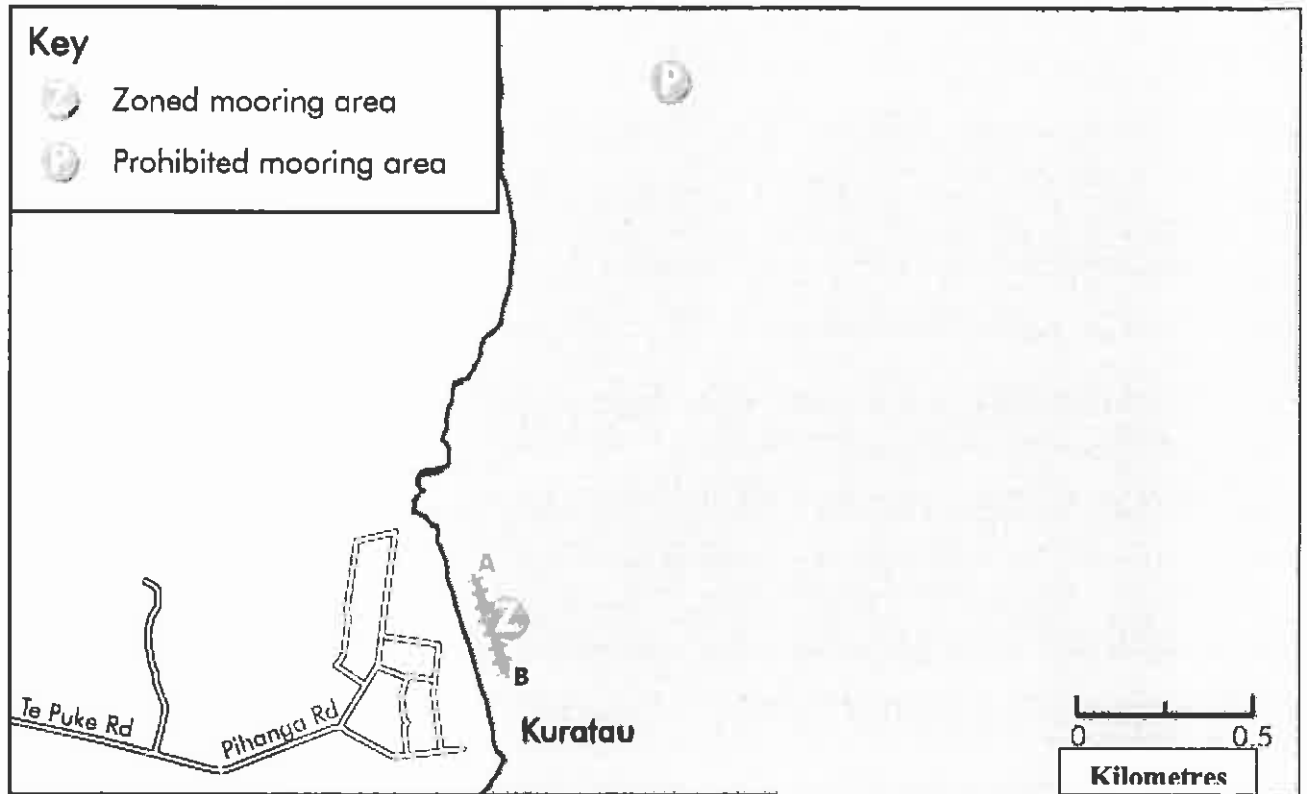 Key
Z Zoned mooring area
P Prohibited mooring area
P
A
Z
B
Te Puke Rd
Pihanga Rd
Kuratau
0 0.5
Kilometres